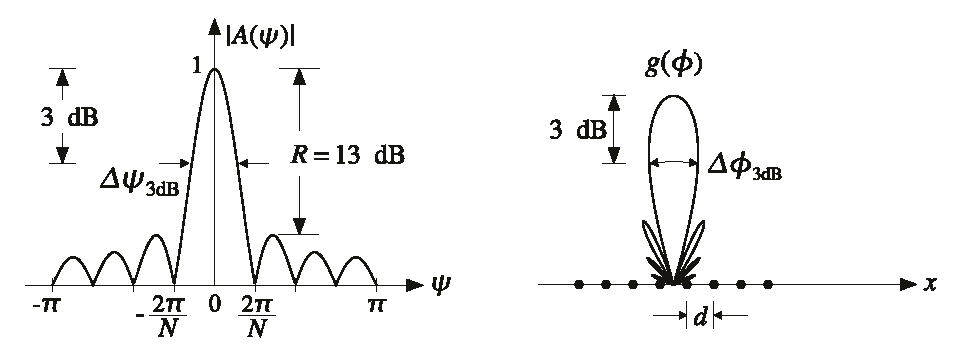 |A(ψ)|
1
3 dB
R = 13 dB
Δψ3dB
-π
-2π/N
0
2π/N
π
ψ
g(ϕ)
3 dB
Δϕ3dB
x
d